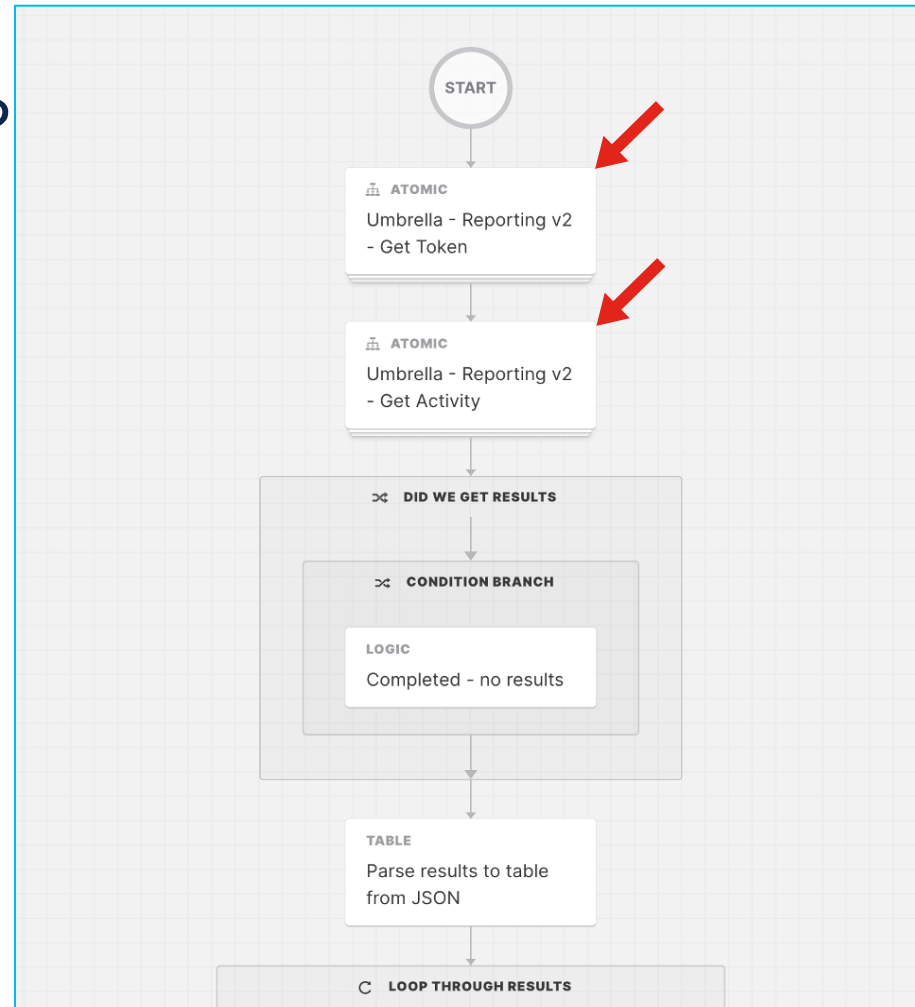 START
ATOMIC
Umbrella - Reporting v2
- Get Token
ATOMIC
Umbrella - Reporting v2
- Get Activity
DID WE GET RESULTS
CONDITION BRANCH
LOGIC
Completed - no results
TABLE
Parse results to table
from JSON
LOOP THROUGH RESULTS